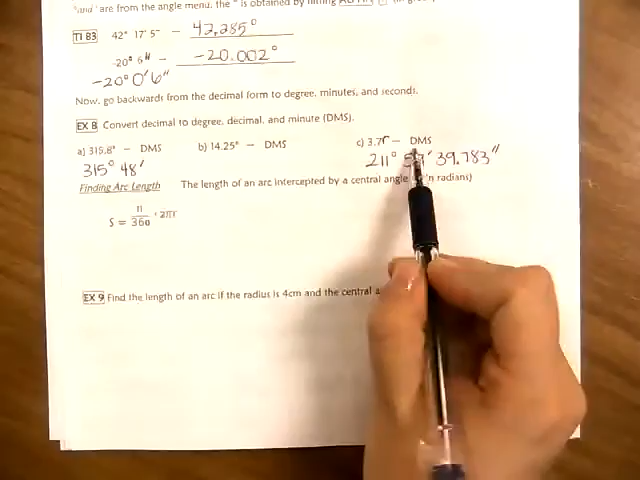 'and ' are from the angle menu, the " is obtained by hitting
TI 83 42° 17' 5" – 42.285°
-20° 6" – -20.002°
-20° 0' 6"
Now, go backwards from the decimal form to degree, minutes, and seconds.
EX 8 Convert decimal to degree, decimal, and minute (DMS).
a) 315.8° – DMS b) 14.25° – DMS c) 3.7r – DMS
315° 48' 211° 39.783"
Finding Arc Length The length of an arc intercepted by a central angle in radians)
S = n/360 · 2πr
EX 9 Find the length of an arc if the radius is 4cm and the central